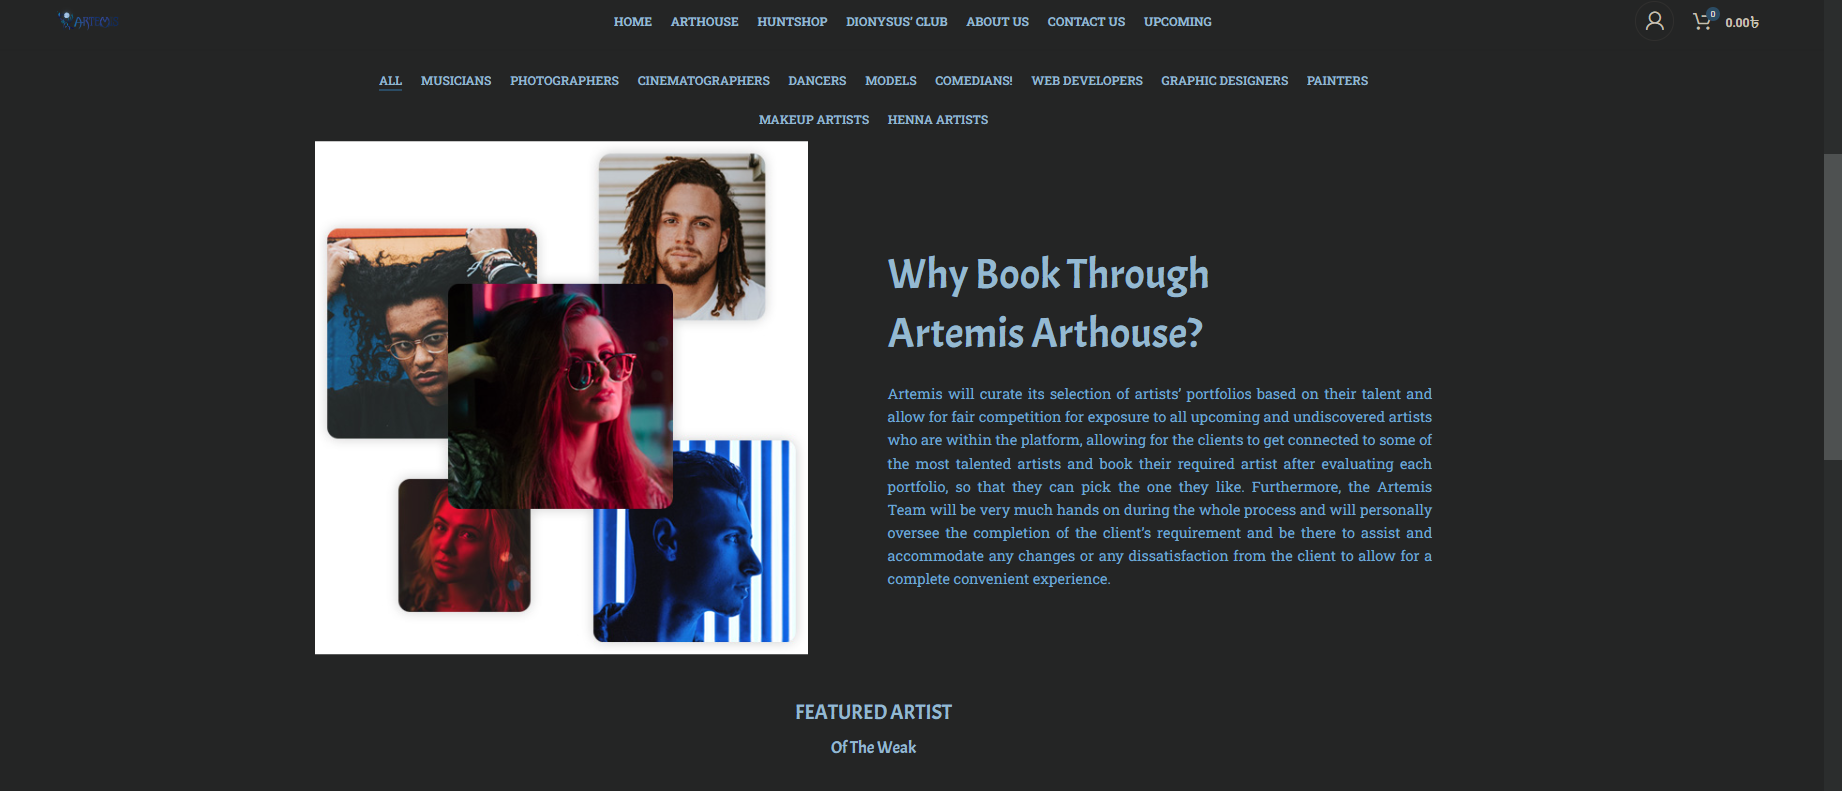 ARTEMIS
HOME ARTHOUSE HUNTSHOP DIONYSUS' CLUB ABOUT US CONTACT US UPCOMING
0 0.00৳
ALL MUSICIANS PHOTOGRAPHERS CINEMATOGRAPHERS DANCERS MODELS COMEDIANS! WEB DEVELOPERS GRAPHIC DESIGNERS PAINTERS
MAKEUP ARTISTS HENNA ARTISTS
Why Book Through
Artemis Arthouse?
Artemis will curate its selection of artists' portfolios based on their talent and
allow for fair competition for exposure to all upcoming and undiscovered artists
who are within the platform, allowing for the clients to get connected to some of
the most talented artists and book their required artist after evaluating each
portfolio, so that they can pick the one they like. Furthermore, the Artemis
Team will be very much hands on during the whole process and will personally
oversee the completion of the client's requirement and be there to assist and
accommodate any changes or any dissatisfaction from the client to allow for a
complete convenient experience.
FEATURED ARTIST
Of The Weak